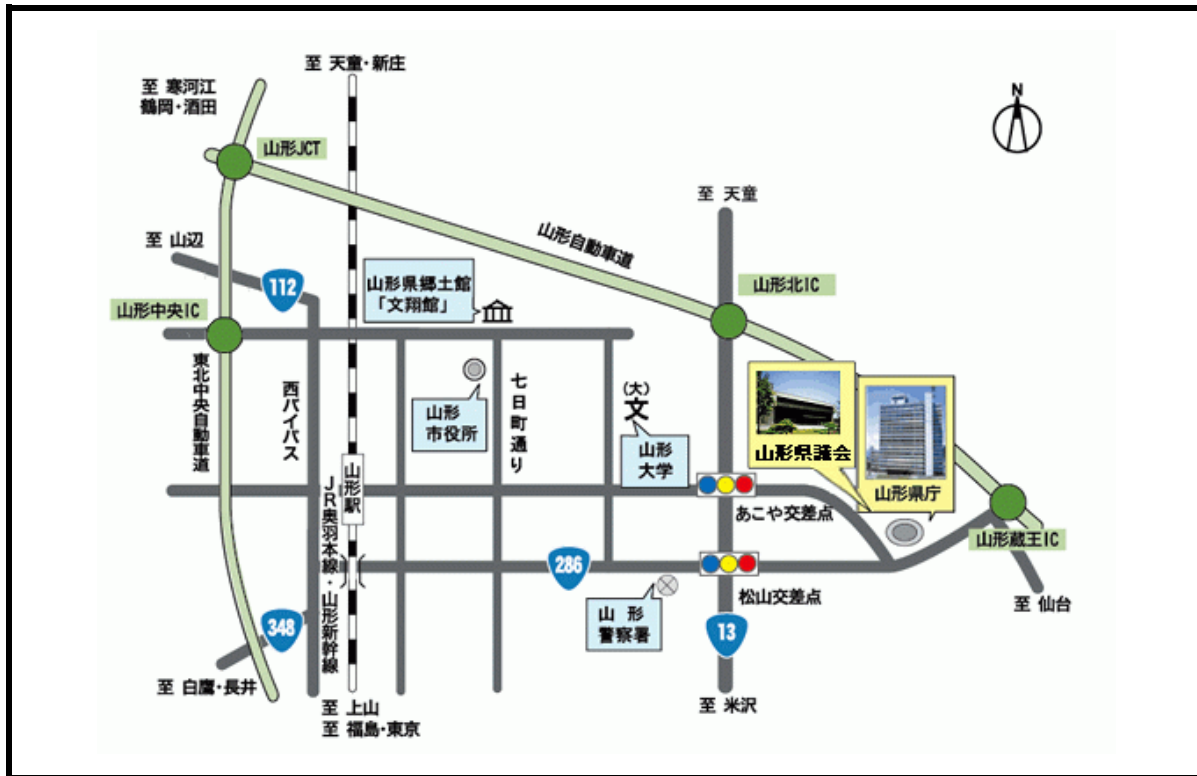 至 天童・新庄
至 寒河江
鶴岡・酒田
N
山形JCT
至 天童
山形自動車道
至 山辺
112
山形県郷土館
「文翔館」
山形北IC
山形中央IC
東北中央自動車道
西バイパス
山形
市役所
七日町通り
(大)
文
山形
大学
山形県議会
山形県庁
山形駅
JR奥羽本線・山形新幹線
あこや交差点
山形蔵王IC
286
松山交差点
至 仙台
山 形
警察署
13
348
至 白鷹・長井
至 上山
至 福島・東京
至 米沢